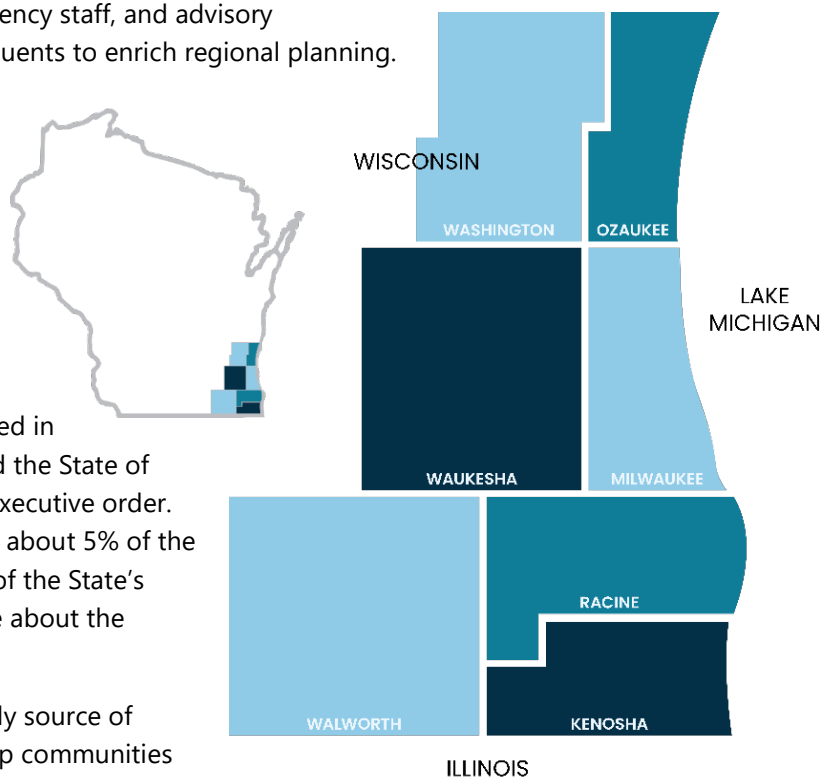 ency staff, and advisory
uents to enrich regional planning.
WISCONSIN
WASHINGTON
OZAUKEE
LAKE
MICHIGAN
ed in
d the State of
xecutive order.
about 5% of the
of the State's
e about the
WAUKESHA
MILWAUKEE
RACINE
ly source of
p communities
WALWORTH
KENOSHA
ILLINOIS